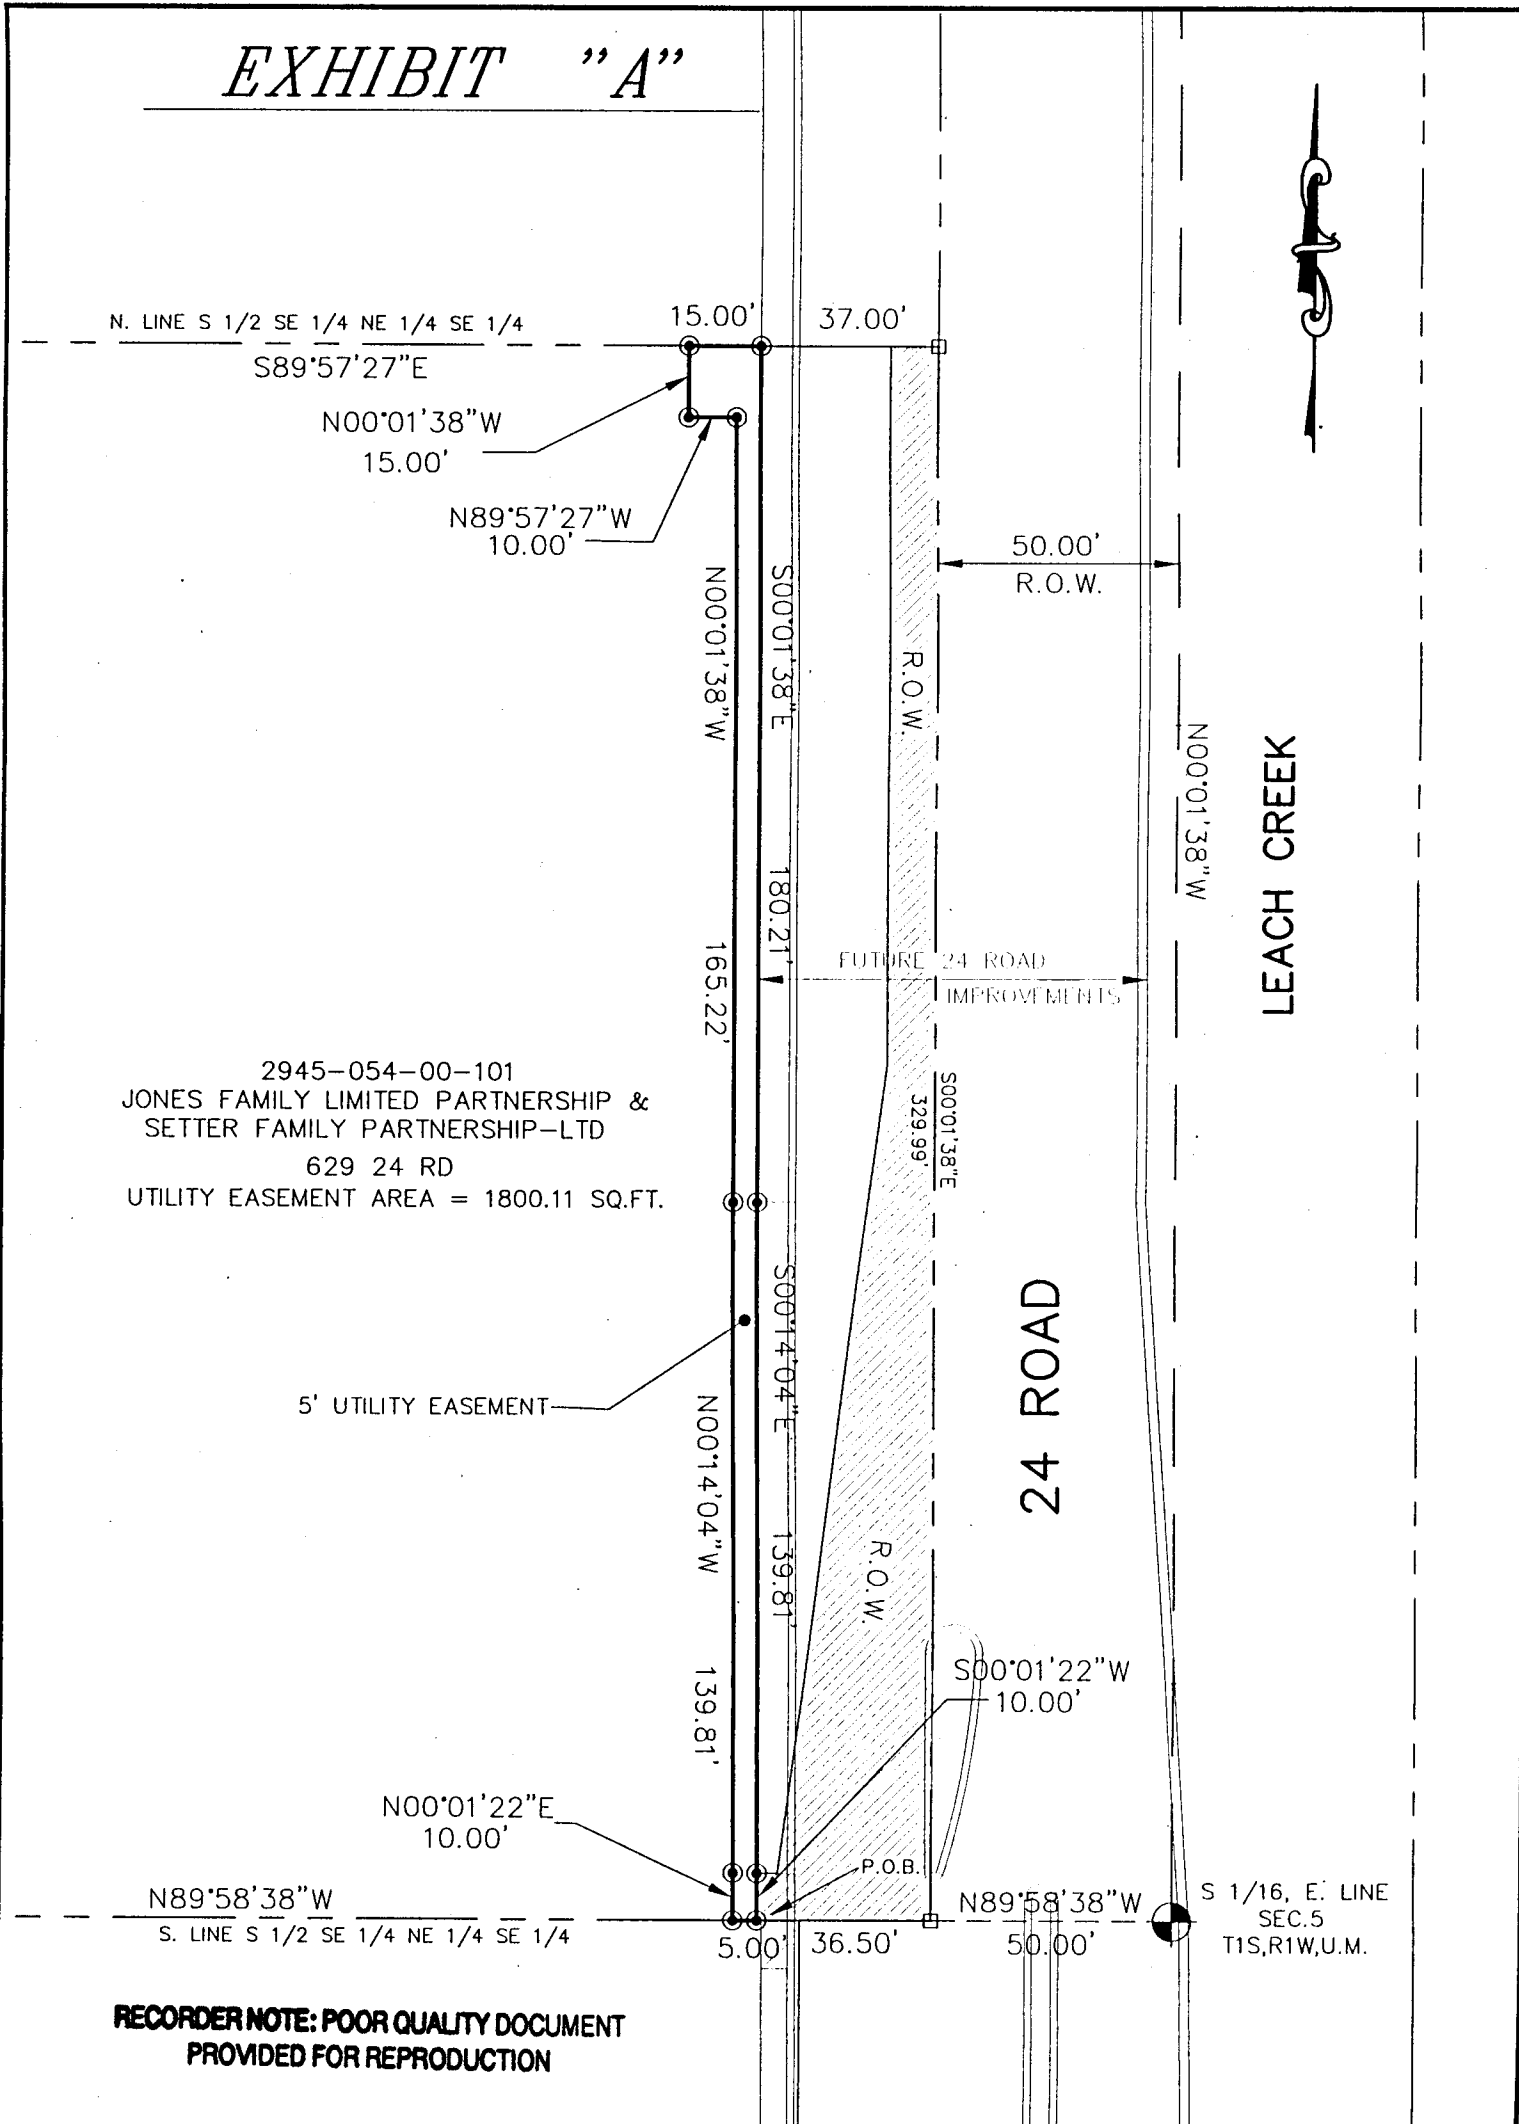 EXHIBIT "A"
N. LINE S 1/2 SE 1/4 NE 1/4 SE 1/4
S89°57'27"E
15.00'
37.00'
N00°01'38"W
15.00'
N89°57'27"W
10.00'
50.00'
R.O.W.
N00°01'38"W
165.22'
S00°01'38"E
180.21'
R.O.W.
N00°01'38"W
LEACH CREEK
FUTURE 24 ROAD
IMPROVEMENTS
S00°01'38"E
329.99'
2945-054-00-101
JONES FAMILY LIMITED PARTNERSHIP &
SETTER FAMILY PARTNERSHIP-LTD
629 24 RD
UTILITY EASEMENT AREA = 1800.11 SQ.FT.
5' UTILITY EASEMENT
S00°14'04"E
139.81'
N00°14'04"W
139.81'
24 ROAD
R.O.W.
S00°01'22"W
10.00'
N00°01'22"E
10.00'
P.O.B.
N89°58'38"W
S. LINE S 1/2 SE 1/4 NE 1/4 SE 1/4
5.00'
36.50'
N89°58'38"W
50.00'
S 1/16, E. LINE
SEC.5
T1S,R1W,U.M.
RECORDER NOTE: POOR QUALITY DOCUMENT
PROVIDED FOR REPRODUCTION